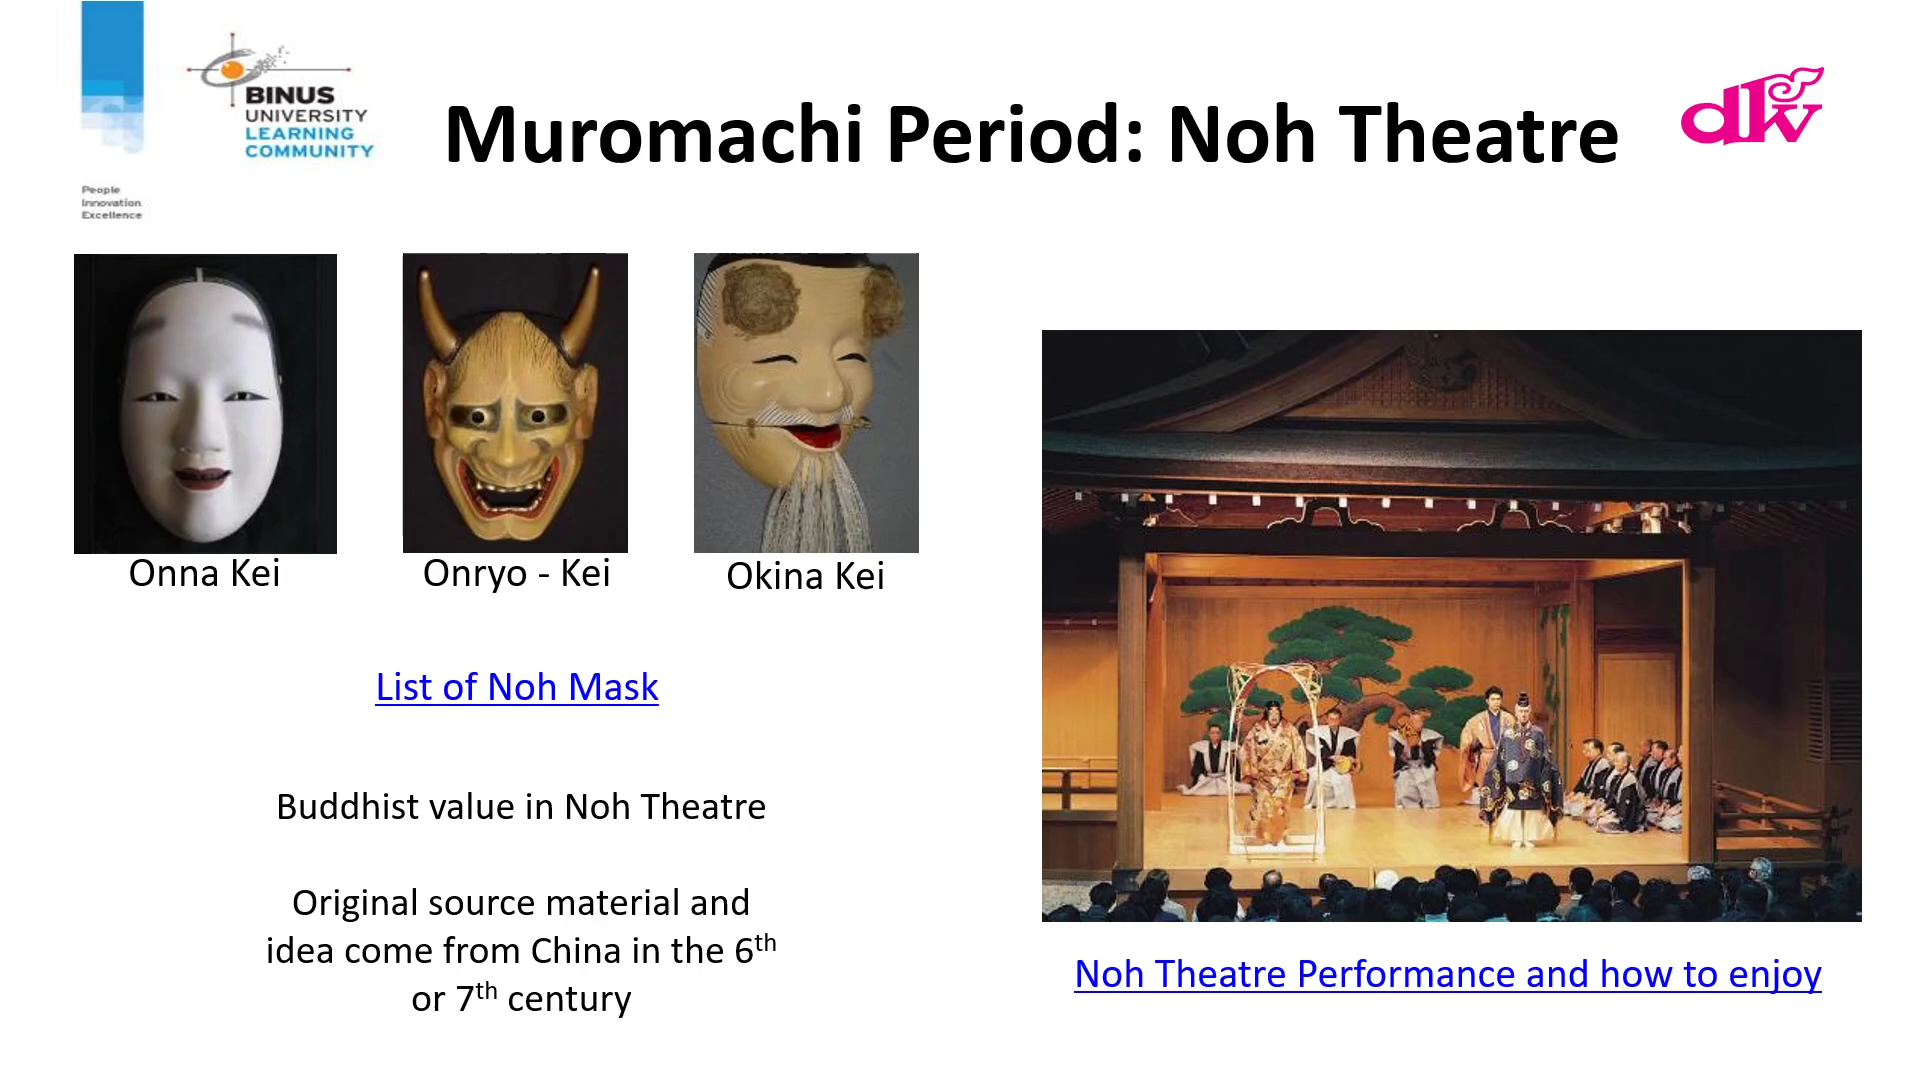 People
Innovation
Excellence
BINUS
UNIVERSITY
LEARNING
COMMUNITY
Muromachi Period: Noh Theatre
dkv
Onna Kei
Onryo - Kei
Okina Kei
List of Noh Mask
Buddhist value in Noh Theatre
Original source material and
idea come from China in the 6th
or 7th century
Noh Theatre Performance and how to enjoy